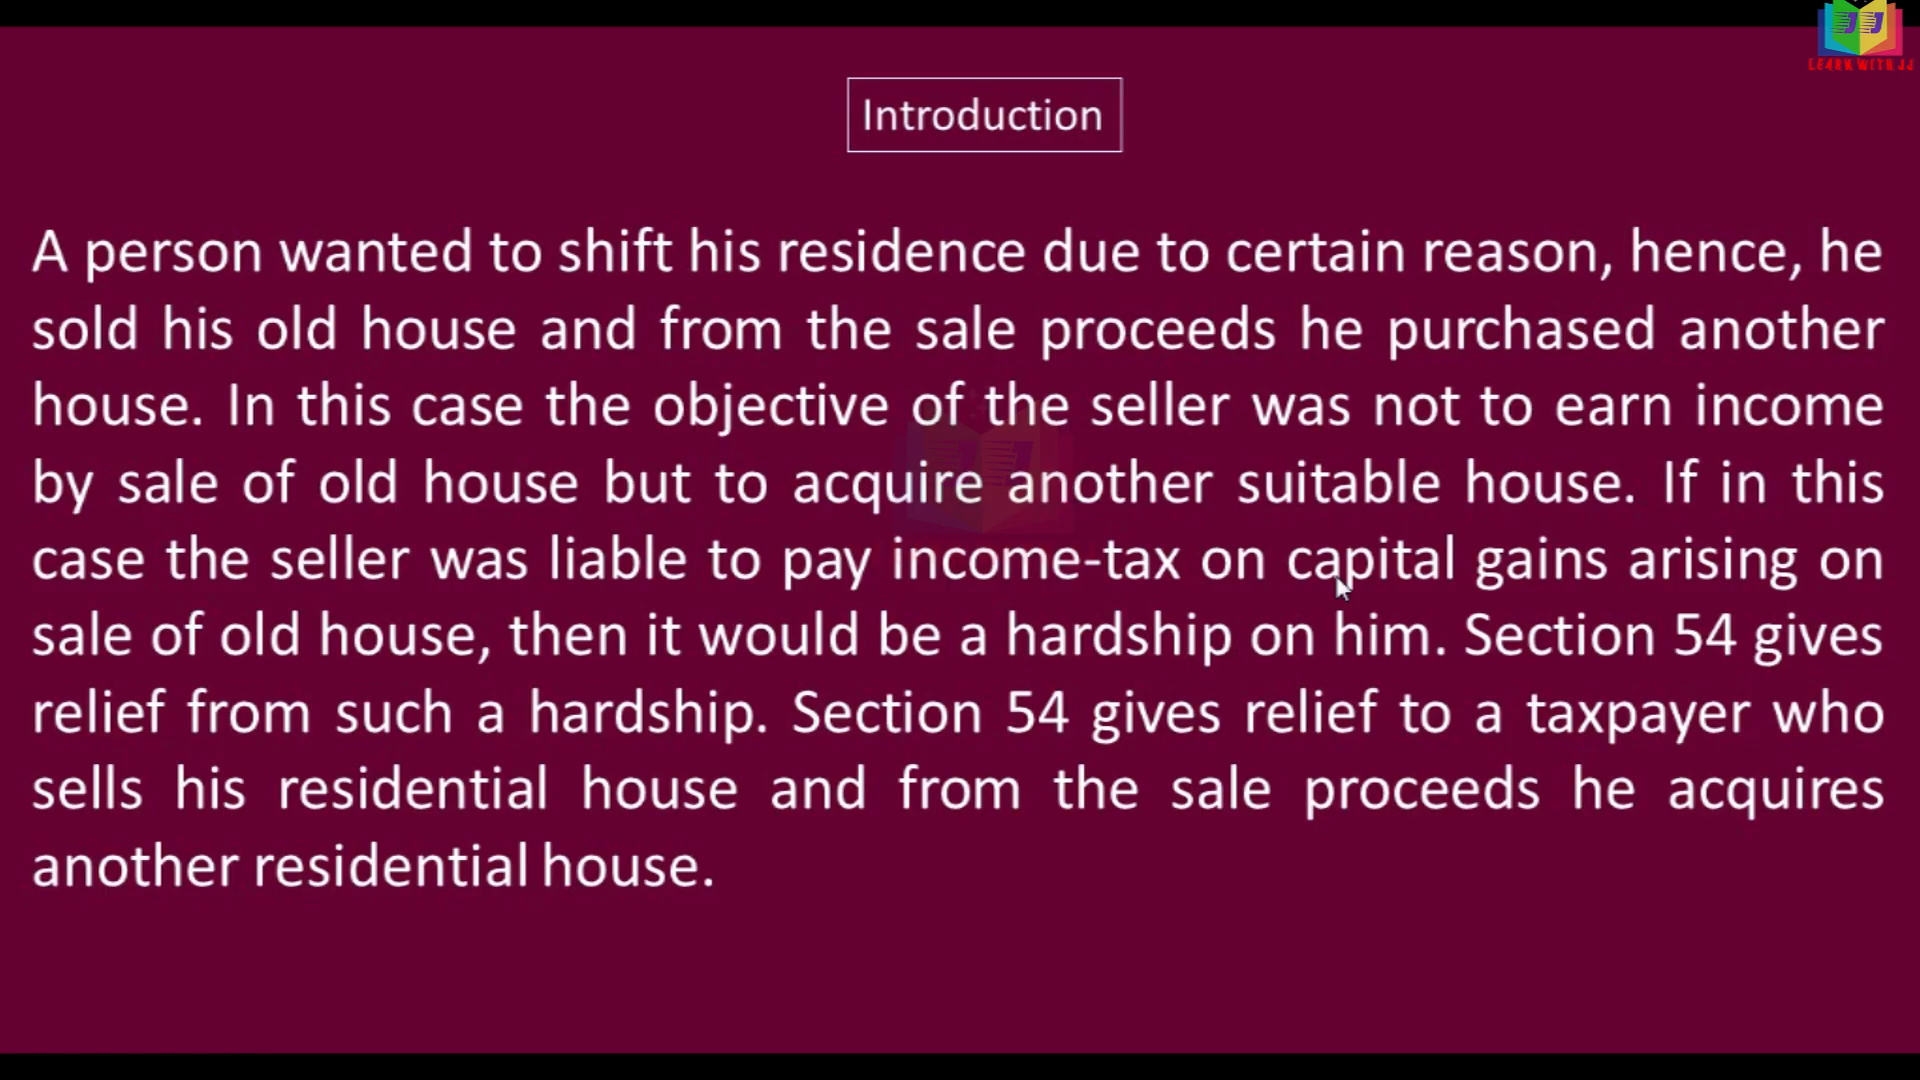 LEARN WITH JJ
Introduction
A person wanted to shift his residence due to certain reason, hence, he
sold his old house and from the sale proceeds he purchased another
house. In this case the objective of the seller was not to earn income
by sale of old house but to acquire another suitable house. If in this
case the seller was liable to pay income-tax on capital gains arising on
sale of old house, then it would be a hardship on him. Section 54 gives
relief from such a hardship. Section 54 gives relief to a taxpayer who
sells his residential house and from the sale proceeds he acquires
another residential house.